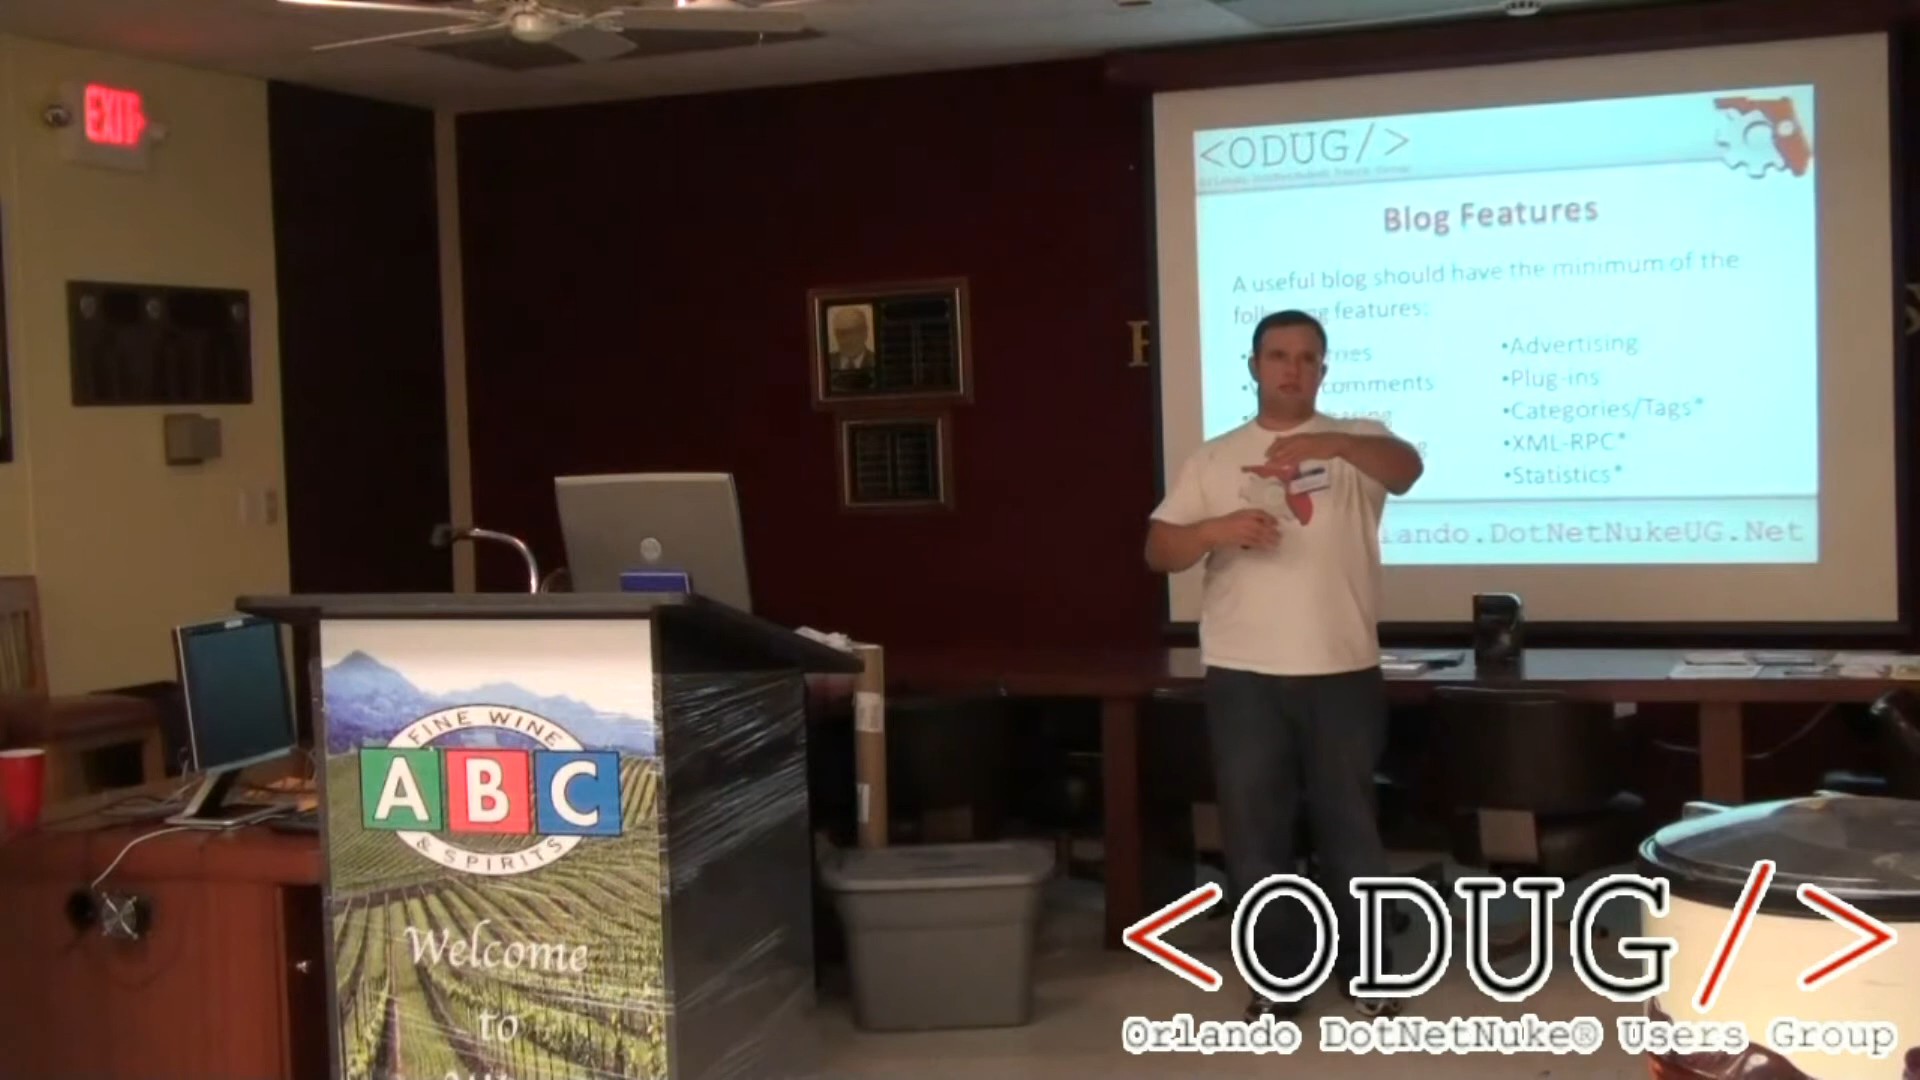 EXIT
<ODUG/>
Blog Features
A useful blog should have the minimum of the
features:
comments
•Advertising
•Plug-ins
•Categories/Tags*
•XML-RPC*
•Statistics*
lando.DotNetNukeUG.Net
FINE WINE
ABC
& SPIRITS
Welcome
to
<ODUG/>
Orlando DotNetNuke® Users Group